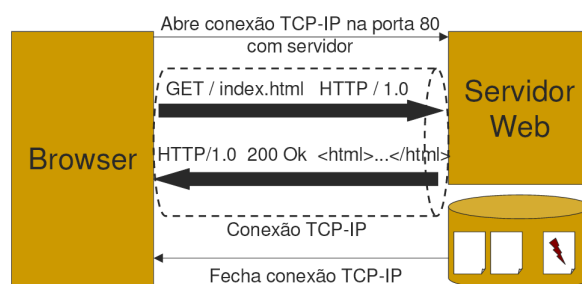 Abre conexão TCP-IP na porta 80
com servidor
GET / index.html HTTP / 1.0
Servidor
Web
Browser
HTTP/1.0 200 Ok <html>...</html>
Conexão TCP-IP
Fecha conexão TCP-IP